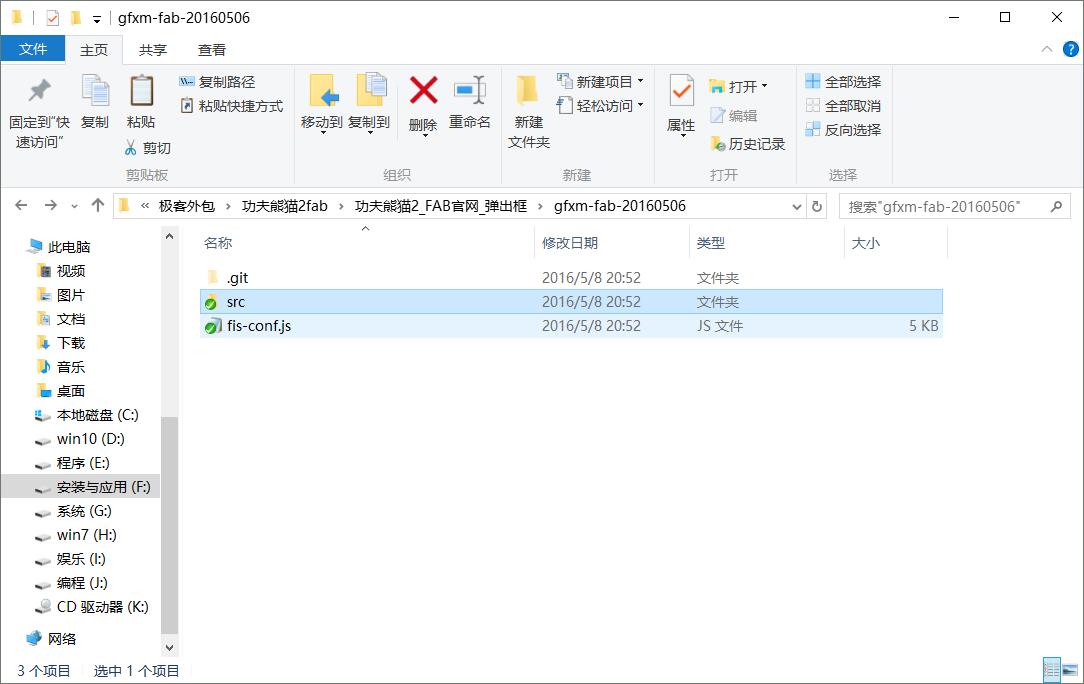 gfxm-fab-20160506
文件 主页 共享 查看
固定到“快速访问”
复制
粘贴
复制路径
粘贴快捷方式
剪切
剪贴板
移动到
复制到
删除
重命名
组织
新建文件夹
新建项目
轻松访问
新建
属性
打开
编辑
历史记录
打开
全部选择
全部取消
反向选择
选择
« 极客外包 › 功夫熊猫2fab › 功夫熊猫2_FAB官网_弹出框 › gfxm-fab-20160506
搜索"gfxm-fab-20160506"
此电脑
视频
图片
文档
下载
音乐
桌面
本地磁盘 (C:)
win10 (D:)
程序 (E:)
安装与应用 (F:)
系统 (G:)
win7 (H:)
娱乐 (I:)
编程 (J:)
CD 驱动器 (K:)
网络
名称 修改日期 类型 大小
.git 2016/5/8 20:52 文件夹
src 2016/5/8 20:52 文件夹
fis-conf.js 2016/5/8 20:52 JS 文件 5 KB
3 个项目 选中 1 个项目